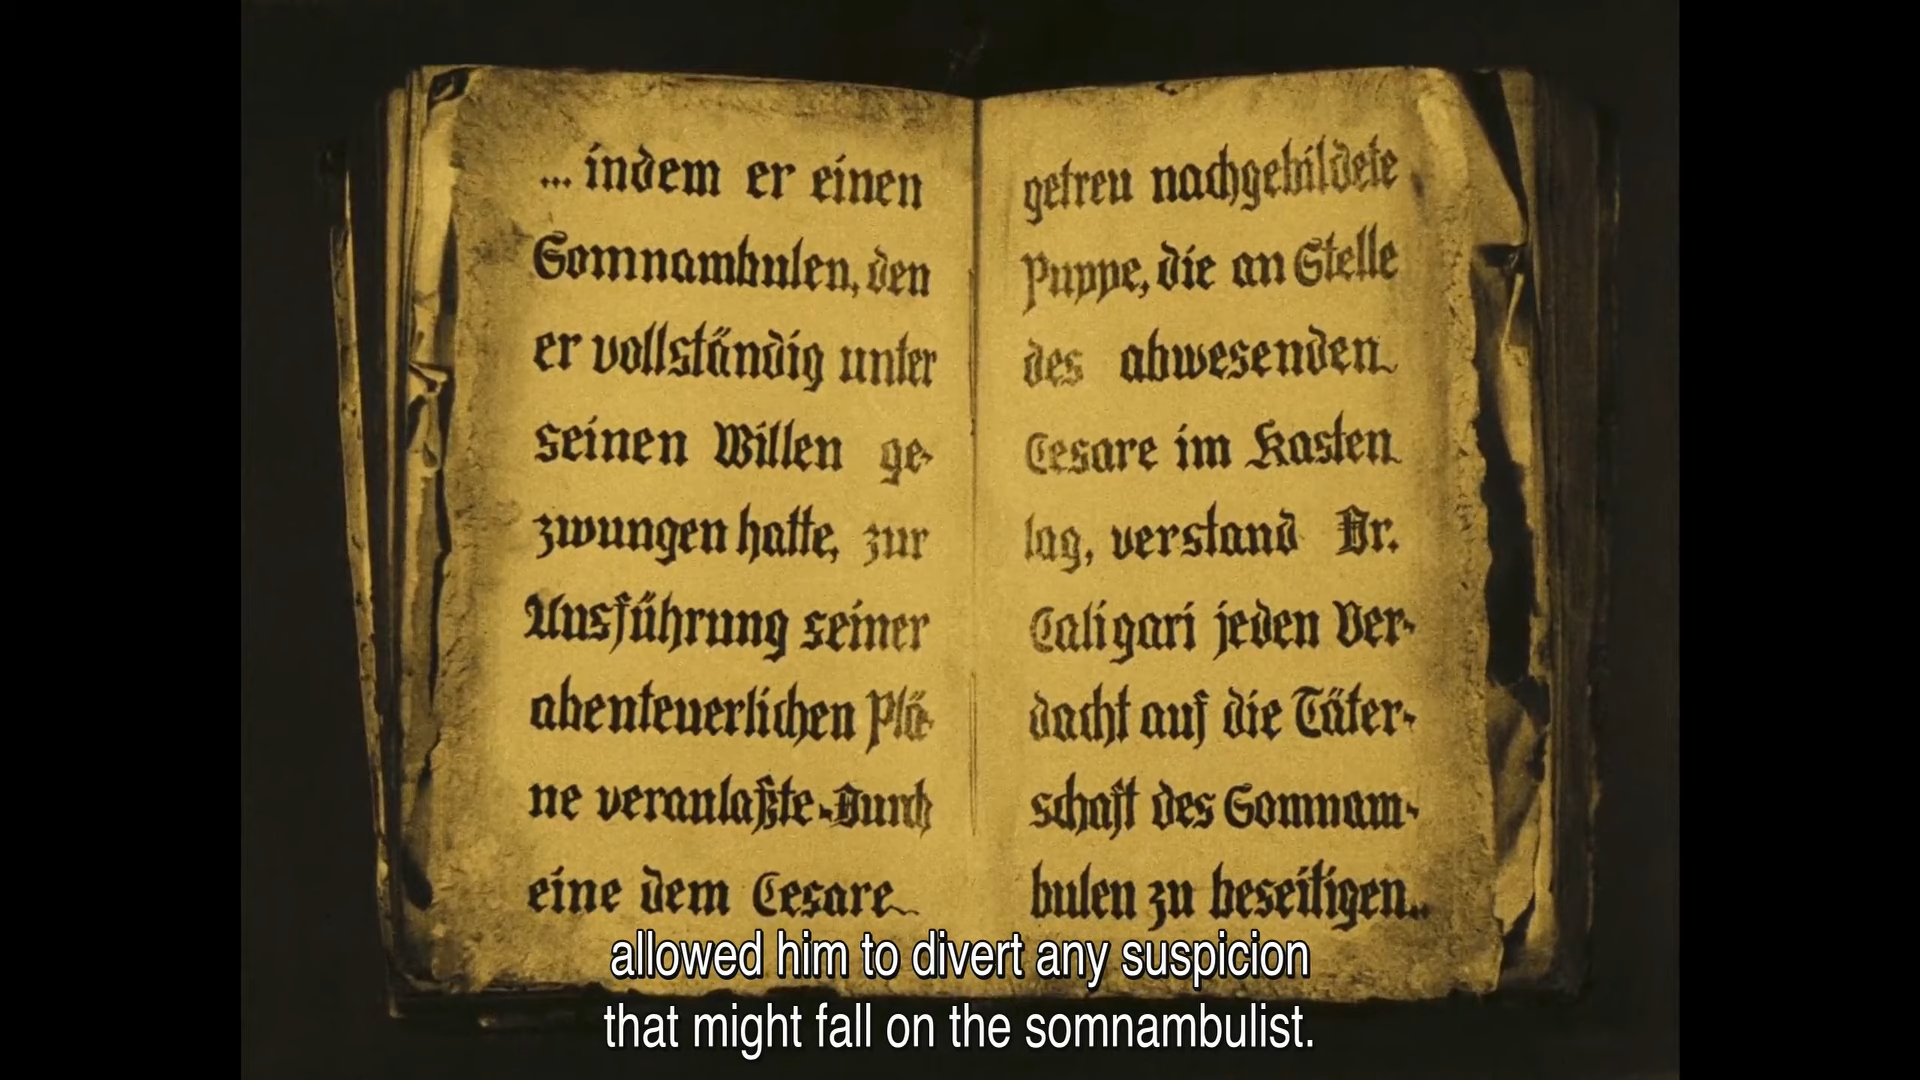 ... indem er einen
Somnambulen, den
er vollständig unter
seinen Willen ge-
zwungen hatte, zur
Ausführung seiner
abenteuerlichen Plä-
ne veranlaßte. Durch
eine dem Cesare
getreu nachgebildete
Puppe, die an Stelle
des abwesenden
Cesare im Kasten
lag, verstand Dr.
Caligari jeden Ver-
dacht auf die Täter-
schaft des Somnam-
bulen zu beseitigen..
allowed him to divert any suspicion
that might fall on the somnambulist.